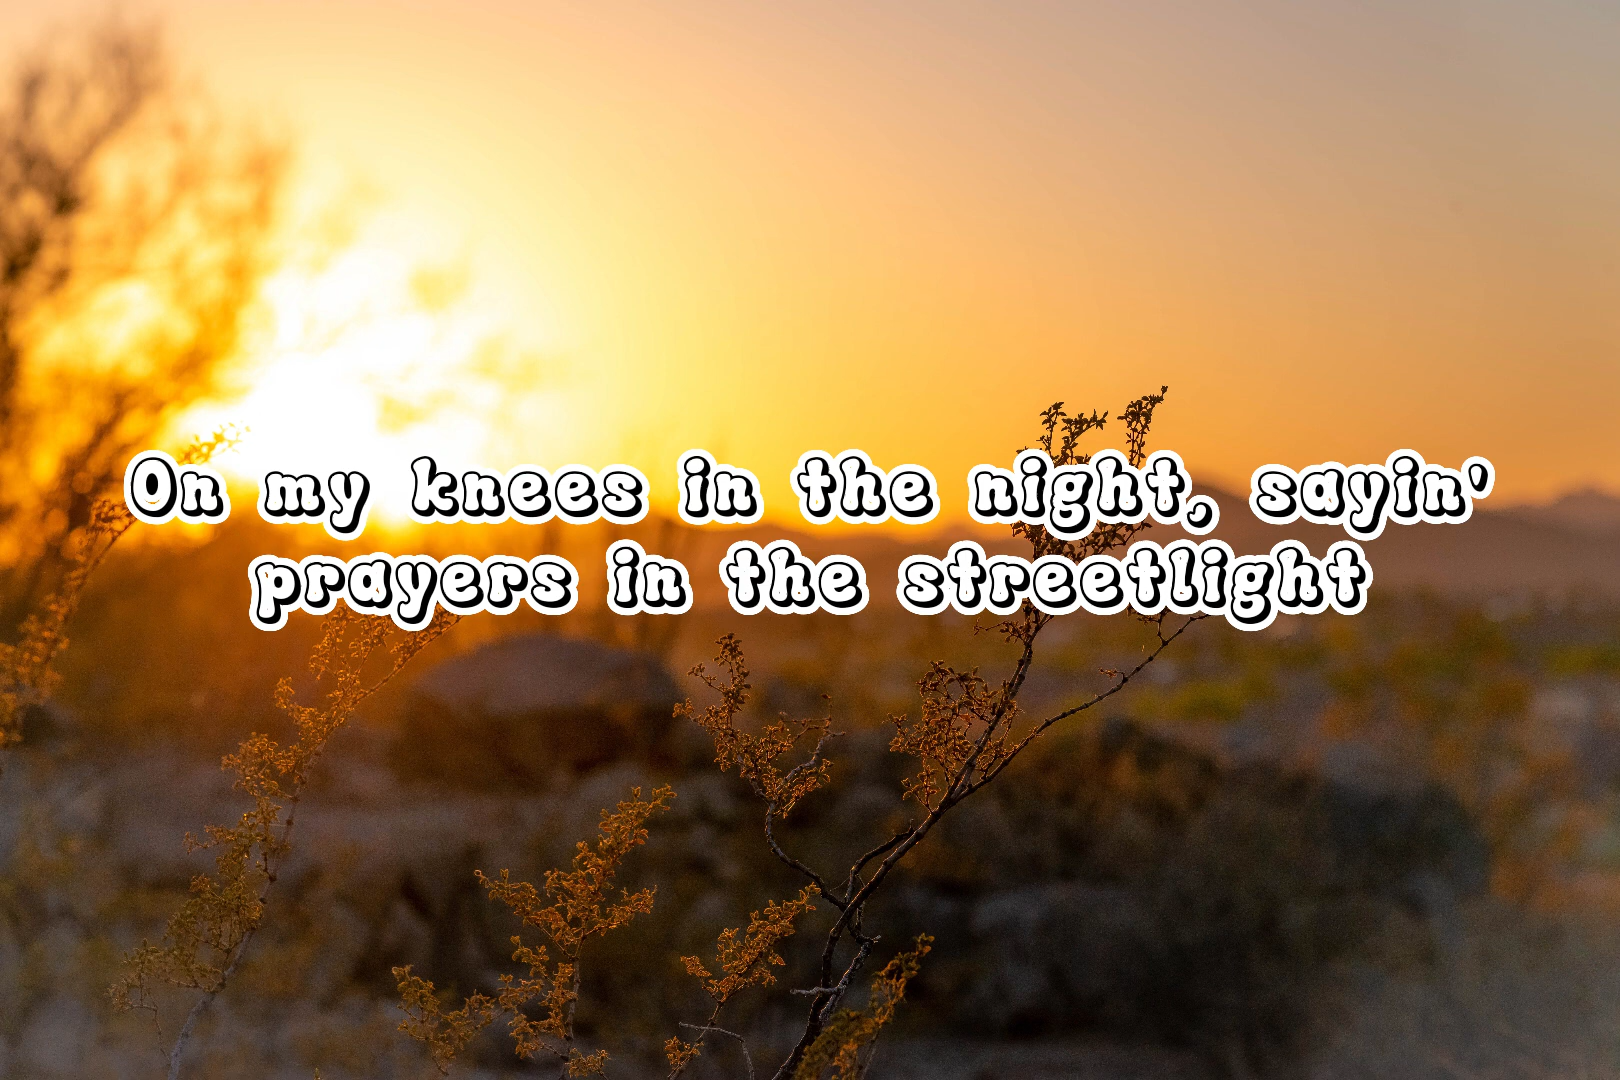 On my knees in the night, sayin'
prayers in the streetlight